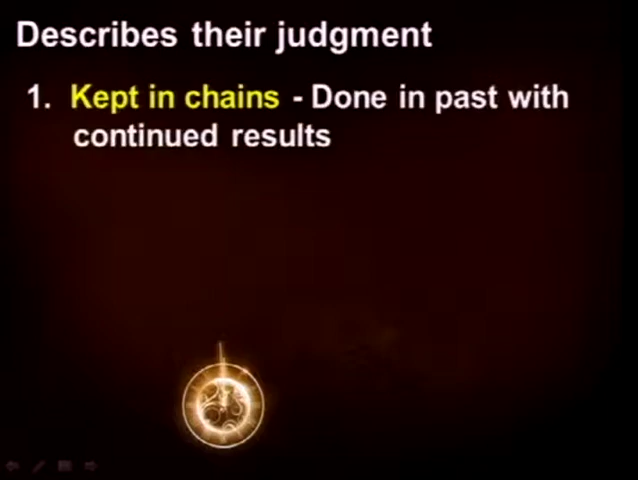 Describes their judgment
1. Kept in chains - Done in past with
continued results